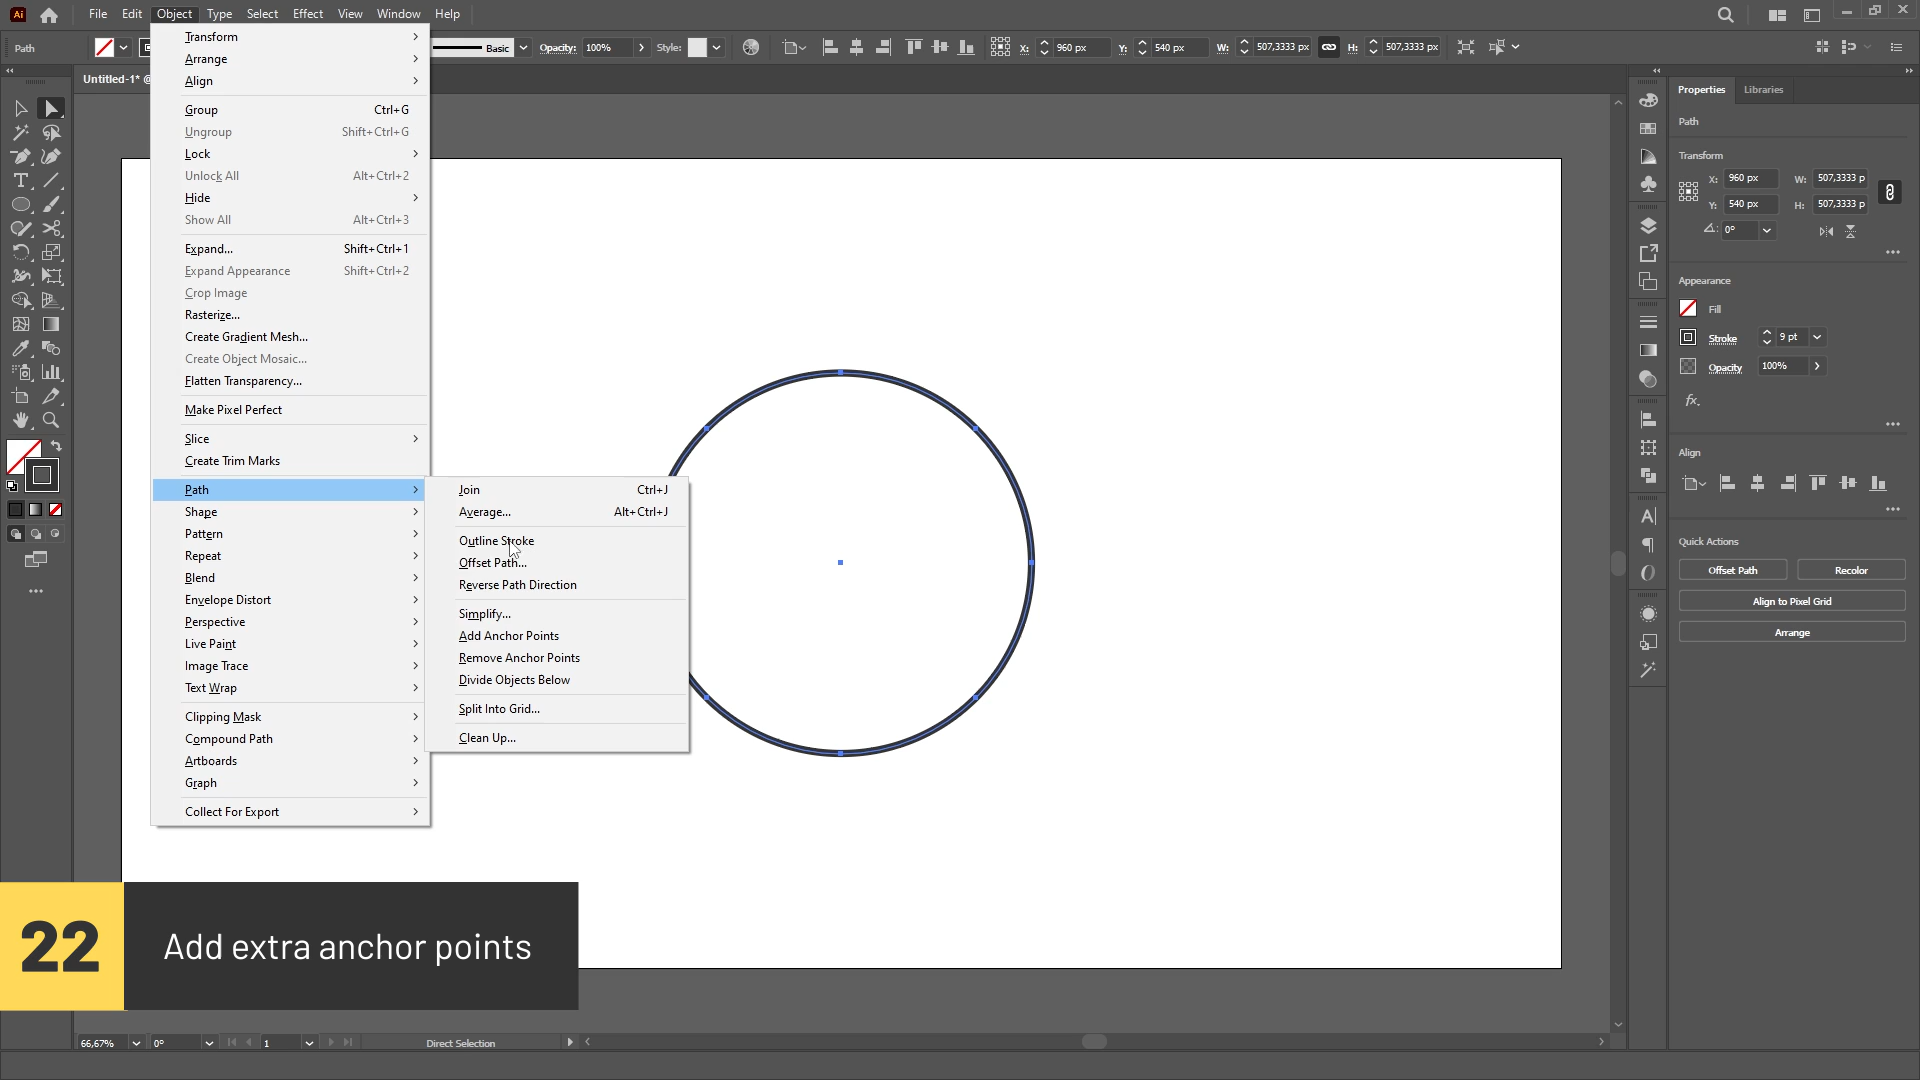 Ai File Edit Object Type Select Effect View Window Help
Path Basic Opacity: 100% Style: X: 960 px Y: 540 px W: 507,3333 px H: 507,3333 px
Untitled-1* @
Transform
Arrange
Align
Group Ctrl+G
Ungroup Shift+Ctrl+G
Lock
Unlock All Alt+Ctrl+2
Hide
Show All Alt+Ctrl+3
Expand... Shift+Ctrl+1
Expand Appearance Shift+Ctrl+2
Crop Image
Rasterize...
Create Gradient Mesh...
Create Object Mosaic...
Flatten Transparency...
Make Pixel Perfect
Slice
Create Trim Marks
Path
Shape
Pattern
Repeat
Blend
Envelope Distort
Perspective
Live Paint
Image Trace
Text Wrap
Clipping Mask
Compound Path
Artboards
Graph
Collect For Export
Join Ctrl+J
Average... Alt+Ctrl+J
Outline Stroke
Offset Path...
Reverse Path Direction
Simplify...
Add Anchor Points
Remove Anchor Points
Divide Objects Below
Split Into Grid...
Clean Up...
Properties Libraries
Path
Transform
X: 960 px W: 507,3333 p
Y: 540 px H: 507,3333 p
0°
Appearance
Fill
Stroke 9 pt
Opacity 100%
fx.
Align
Quick Actions
Offset Path Recolor
Align to Pixel Grid
Arrange
22 Add extra anchor points
66,67% 0° 1 Direct Selection